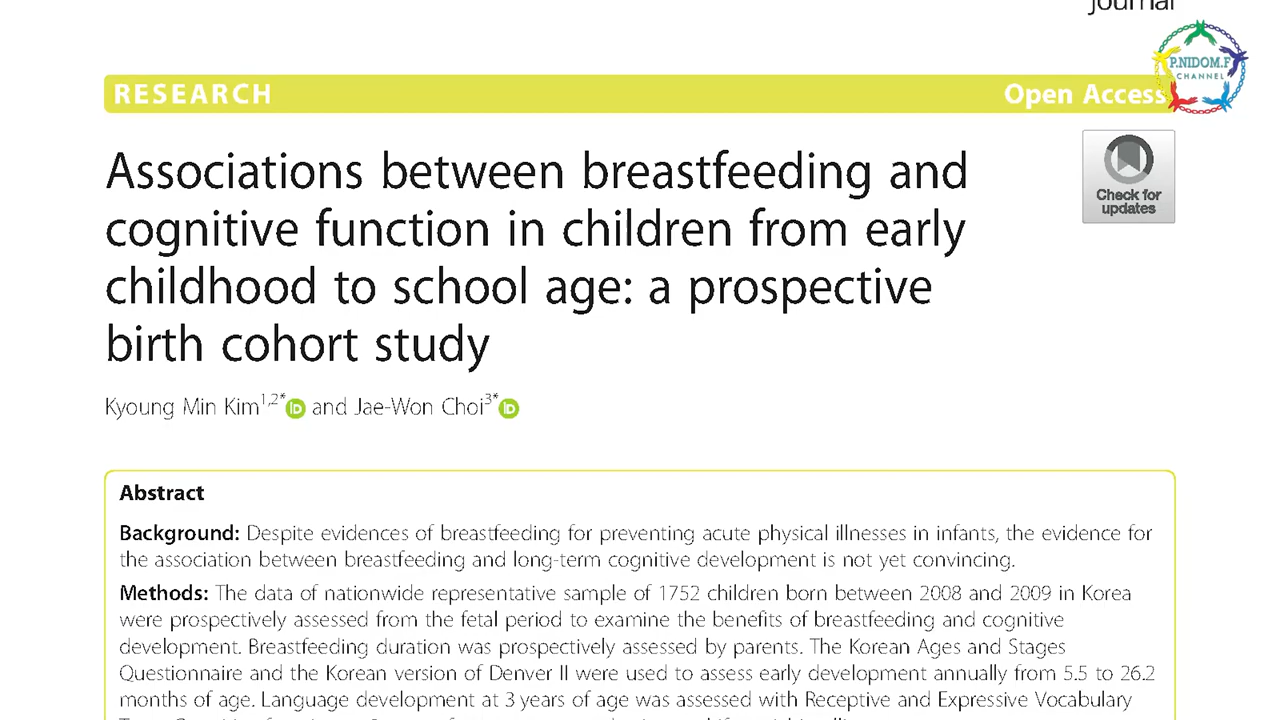 Journal
P.NIDOM.F
CHANNEL
RESEARCH
Open Access
Check for
updates
Associations between breastfeeding and
cognitive function in children from early
childhood to school age: a prospective
birth cohort study
Kyoung Min Kim1,2* iD and Jae-Won Choi3* iD
Abstract
Background: Despite evidences of breastfeeding for preventing acute physical illnesses in infants, the evidence for
the association between breastfeeding and long-term cognitive development is not yet convincing.
Methods: The data of nationwide representative sample of 1752 children born between 2008 and 2009 in Korea
were prospectively assessed from the fetal period to examine the benefits of breastfeeding and cognitive
development. Breastfeeding duration was prospectively assessed by parents. The Korean Ages and Stages
Questionnaire and the Korean version of Denver II were used to assess early development annually from 5.5 to 26.2
months of age. Language development at 3 years of age was assessed with Receptive and Expressive Vocabulary